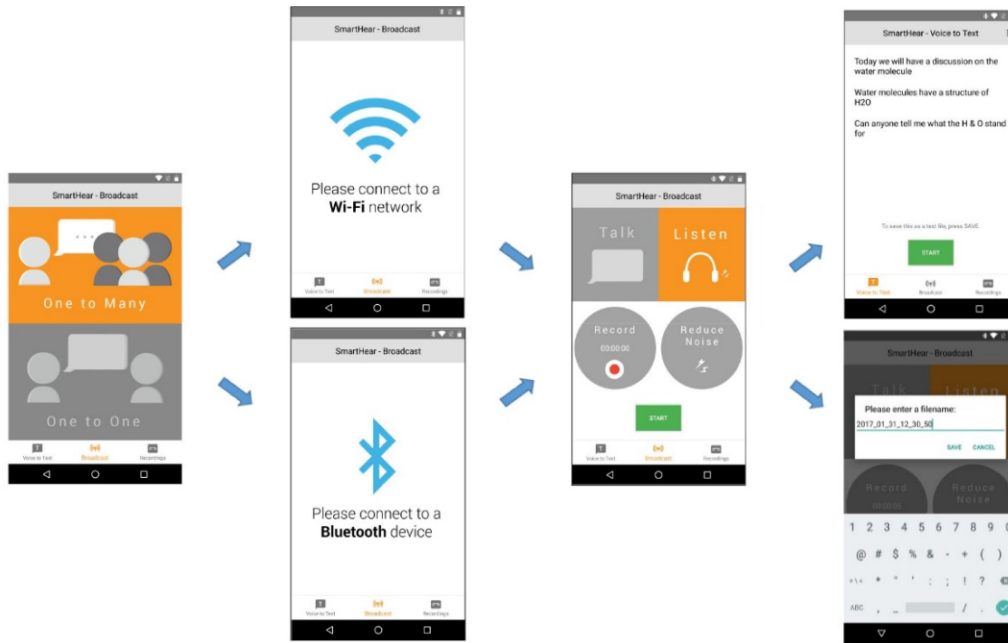 SmartHear - Broadcast
One to Many
One to One
Voice to Text
Broadcast
Recordings
SmartHear - Broadcast
Please connect to a
Wi-Fi network
Voice to Text
Broadcast
Recordings
SmartHear - Broadcast
Please connect to a
Bluetooth device
Voice to Text
Broadcast
Recordings
SmartHear - Broadcast
Talk
Listen
Record
00:00:00
Reduce
Noise
START
Voice to Text
Broadcast
Recordings
SmartHear - Voice to Text
Today we will have a discussion on the
water molecule
Water molecules have a structure of
H2O
Can anyone tell me what the H & O stand
for
To save this as a text file, press SAVE
START
Voice to Text
Broadcast
Recordings
SmartHear - Broadcast
Talk
Listen
Please enter a filename:
2017_01_31_12_30_50
SAVE CANCEL
Record
00:00:00
Reduce
Noise
1 2 3 4 5 6 7 8 9 0
@ # $ % & - + ( )
= \ < * " ' : ; ! ?
ABC , _ / .